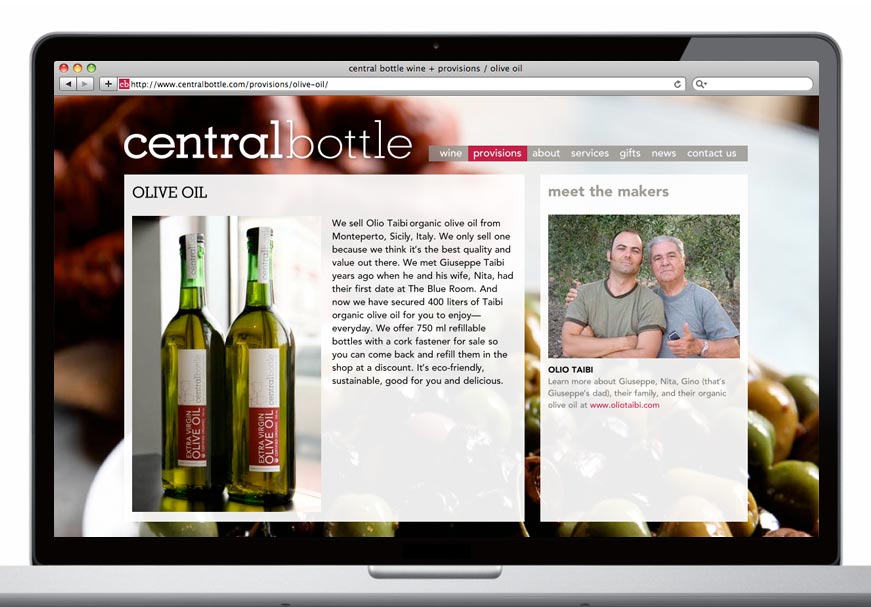 central bottle wine + provisions / olive oil
cb http://www.centralbottle.com/provisions/olive-oil/
centralbottle
wine provisions about services gifts news contact us
OLIVE OIL
We sell Olio Taibi organic olive oil from
Monteperto, Sicily, Italy. We only sell one
because we think it's the best quality and
value out there. We met Giuseppe Taibi
years ago when he and his wife, Nita, had
their first date at The Blue Room. And
now we have secured 400 liters of Taibi
organic olive oil for you to enjoy—
everyday. We offer 750 ml refillable
bottles with a cork fastener for sale so
you can come back and refill them in the
shop at a discount. It's eco-friendly,
sustainable, good for you and delicious.
centralbottle
EXTRA VIRGIN
OLIVE OIL
centralbottle
EXTRA VIRGIN
OLIVE OIL
meet the makers
OLIO TAIBI
Learn more about Giuseppe, Nita, Gino (that's
Giuseppe's dad), their family, and their organic
olive oil at www.oliotaibi.com